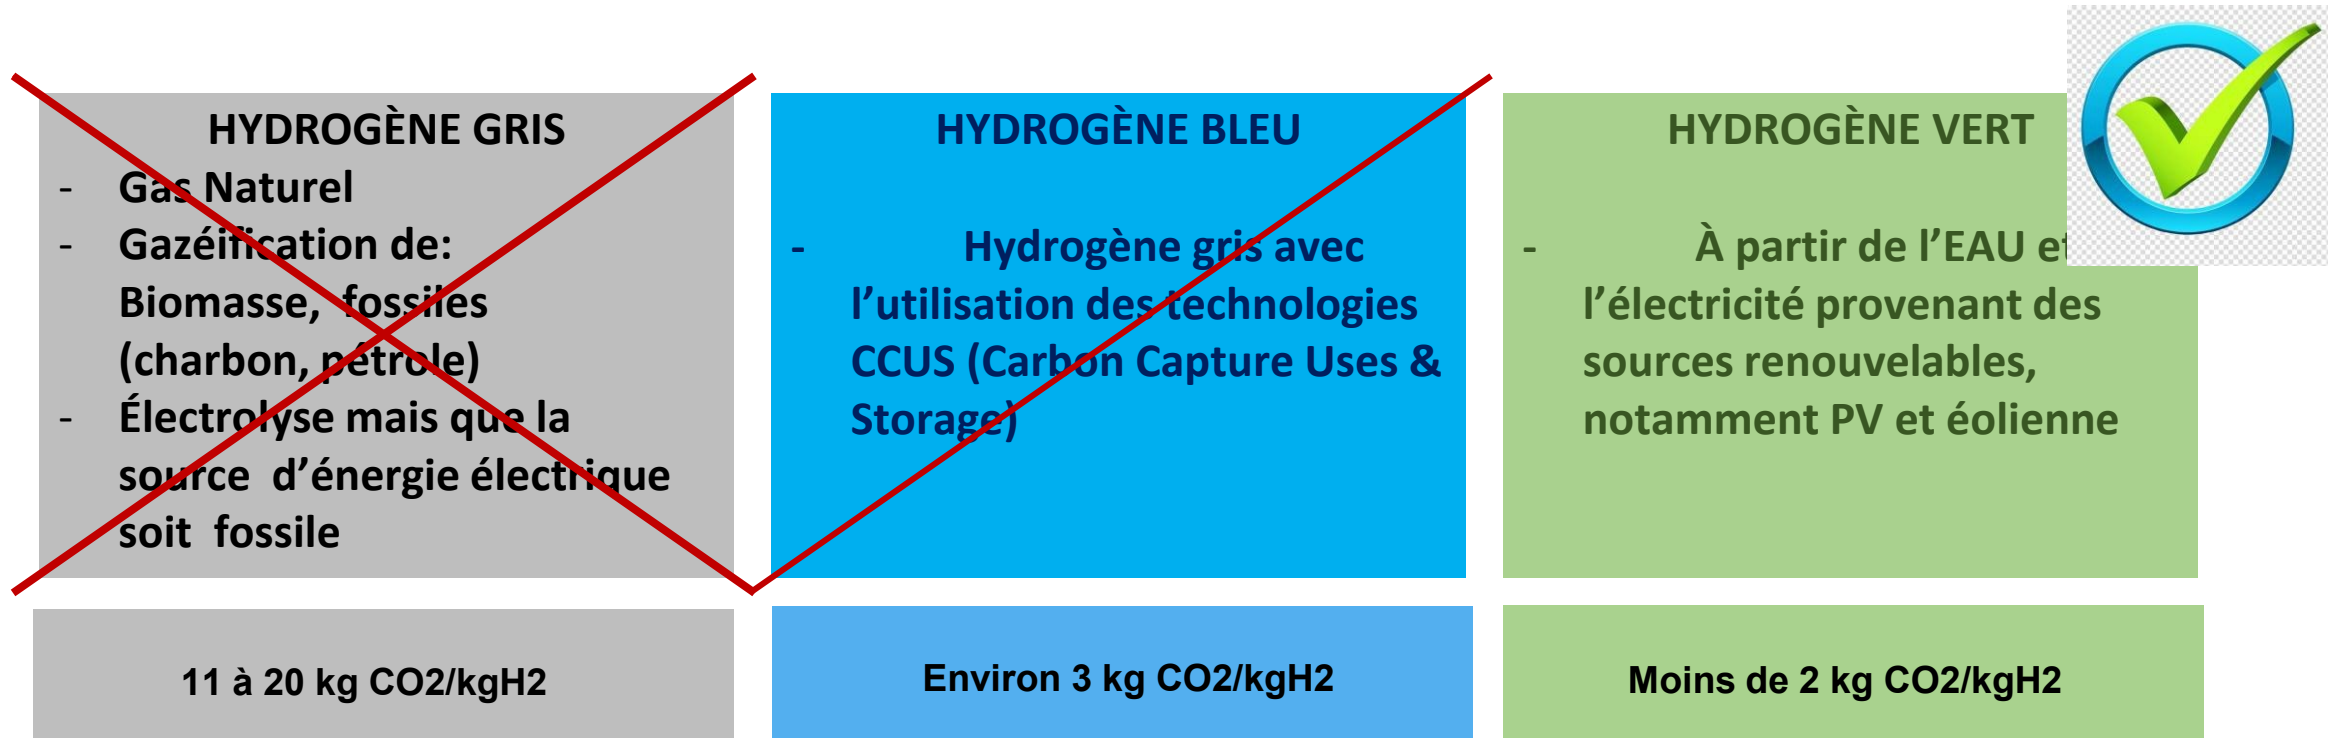 HYDROGÈNE GRIS
- Gas Naturel
- Gazéification de:
Biomasse, fossiles
(charbon, pétrole)
- Électrolyse mais que la
source d’énergie électrique
soit fossile
11 à 20 kg CO2/kgH2
HYDROGÈNE BLEU
- Hydrogène gris avec
l’utilisation des technologies
CCUS (Carbon Capture Uses &
Storage)
Environ 3 kg CO2/kgH2
HYDROGÈNE VERT
- À partir de l’EAU et
l’électricité provenant des
sources renouvelables,
notamment PV et éolienne
Moins de 2 kg CO2/kgH2